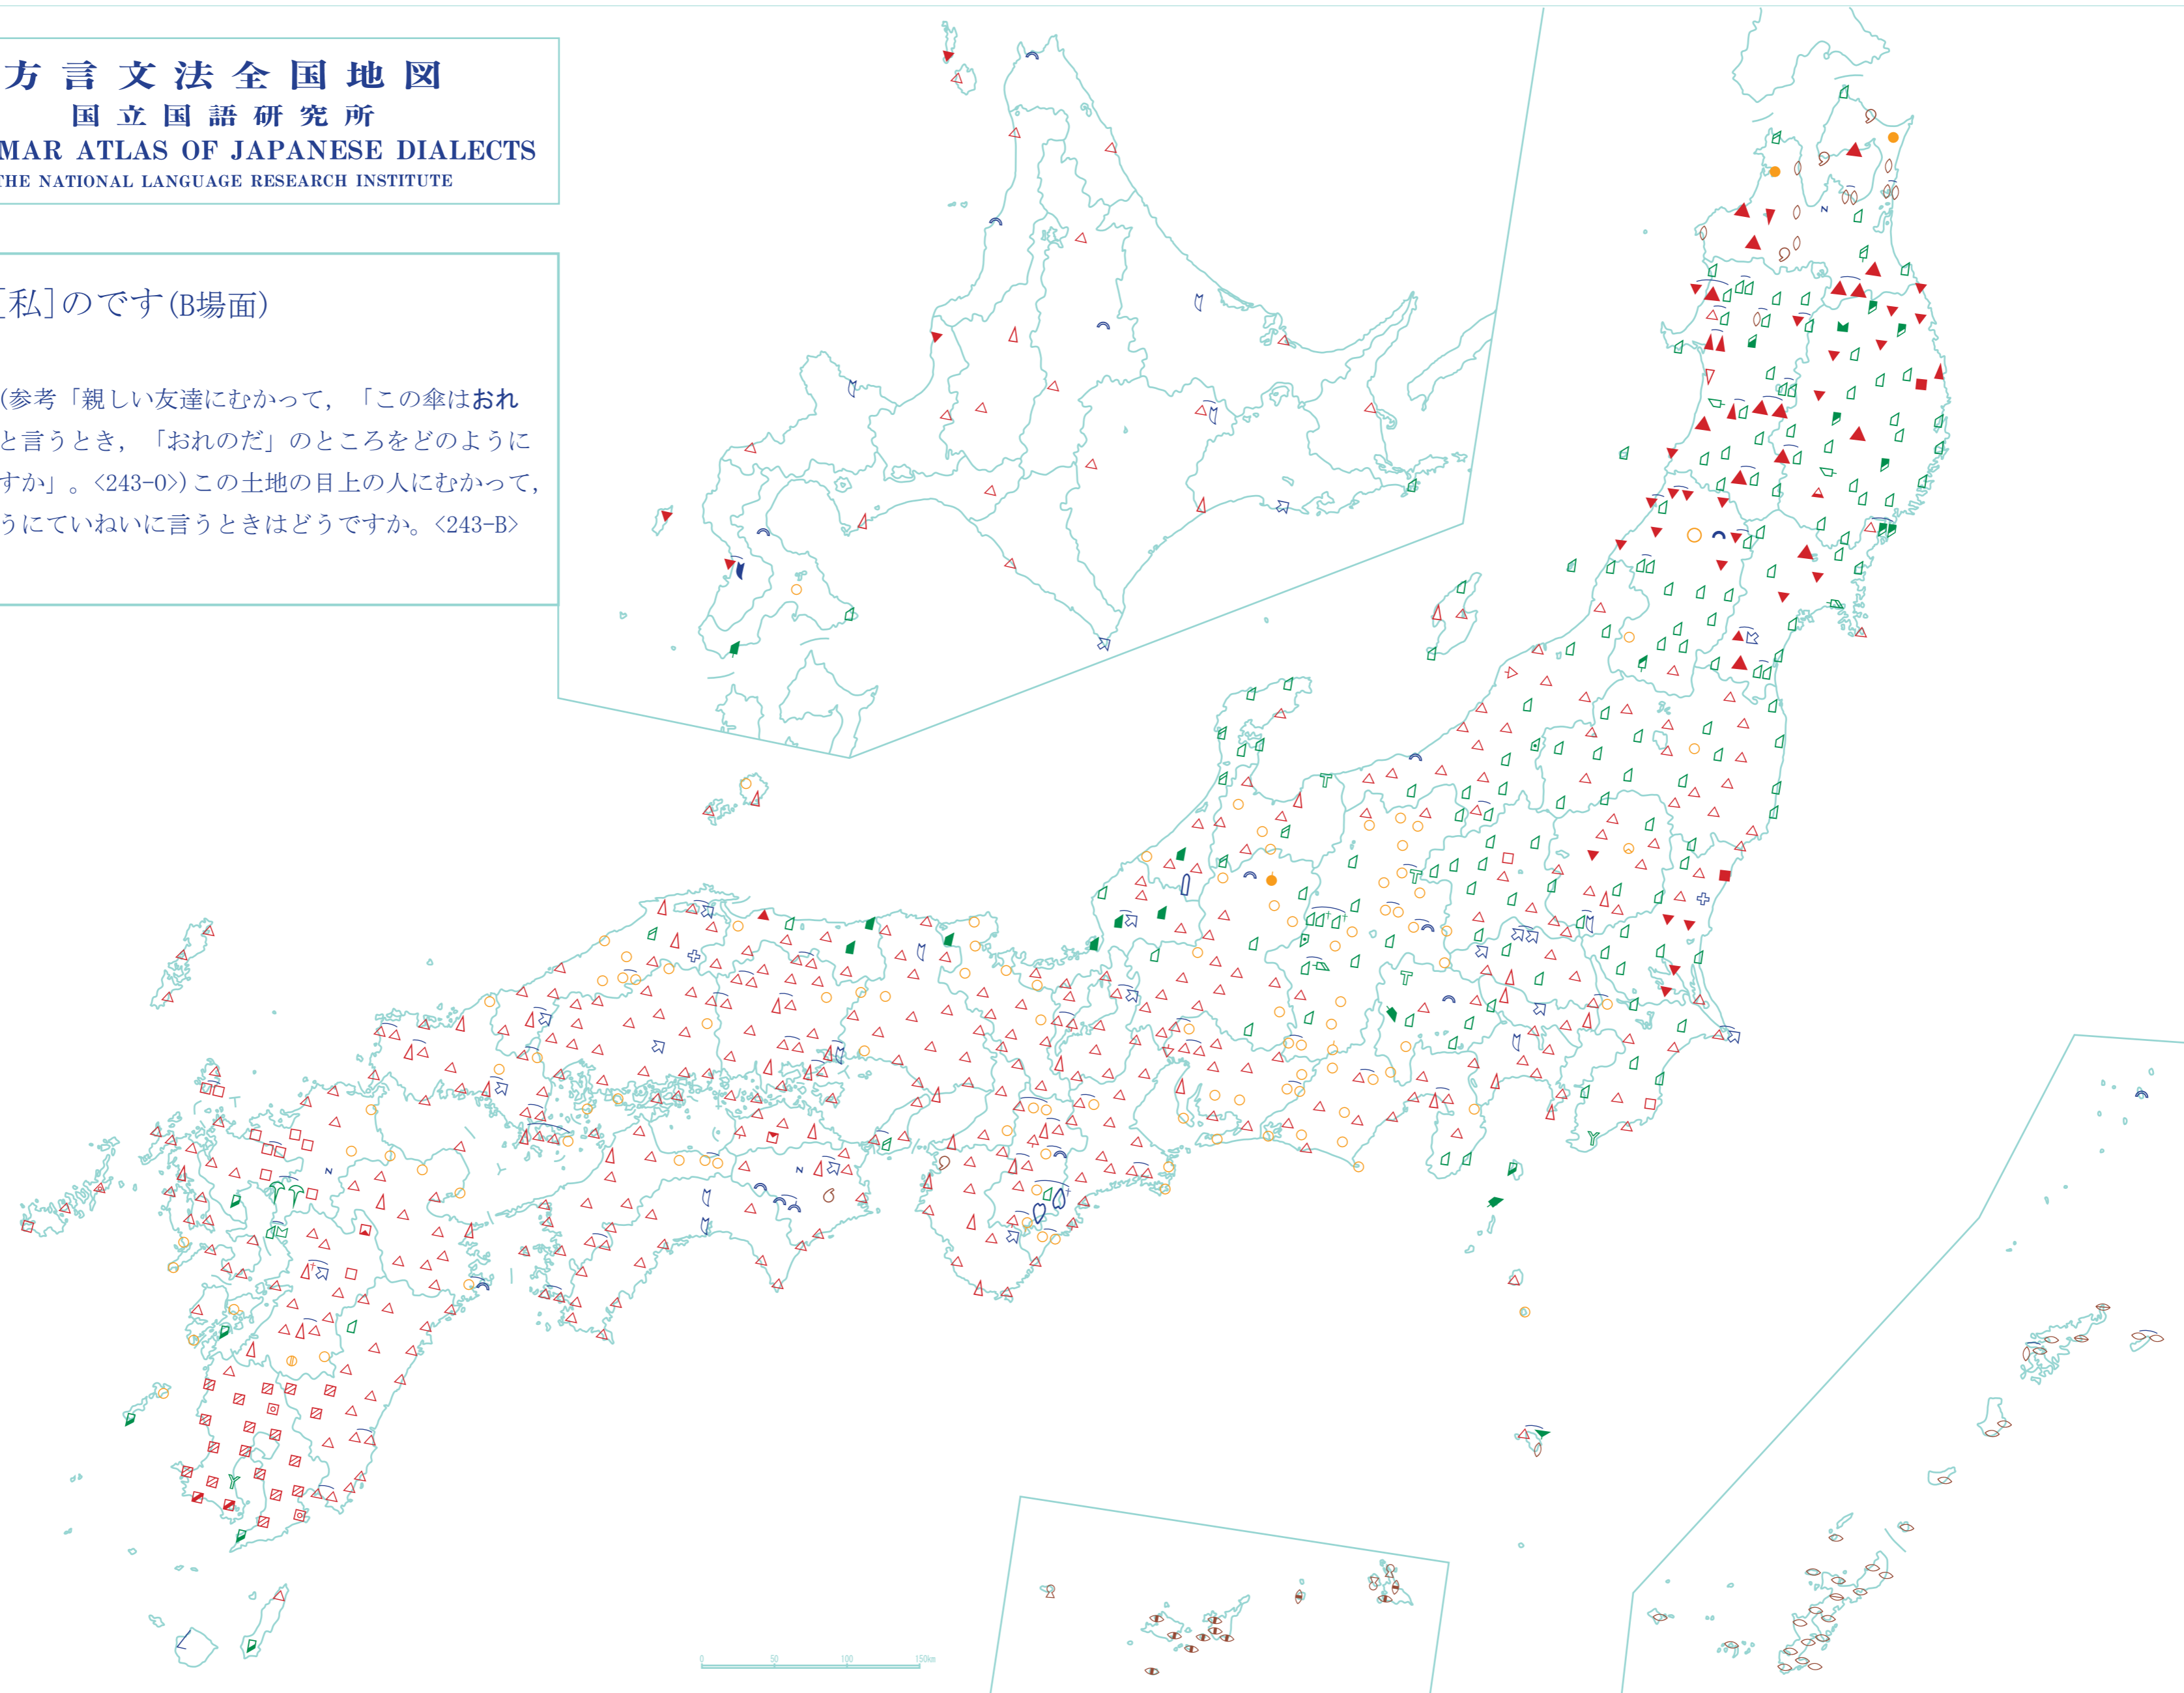 方言文法全国地図
国立国語研究所
MAR ATLAS OF JAPANESE DIALECTS
THE NATIONAL LANGUAGE RESEARCH INSTITUTE
[私]のです(B場面)
(参考「親しい友達にむかって,「この傘はおれ
と言うとき,「おれのだ」のところをどのように
すか」。<243-0>)この土地の目上の人にむかって,
うにていねいに言うときはどうですか。<243-B>
0 50 100 150km